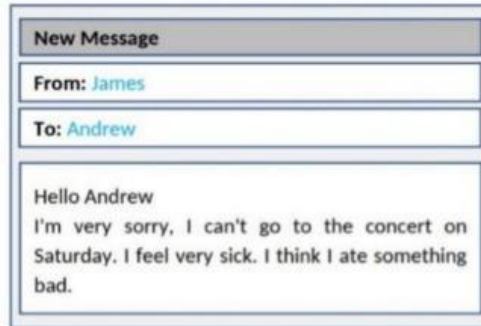 New Message
From: James
To: Andrew
Hello Andrew
I'm very sorry, I can't go to the concert on
Saturday. I feel very sick. I think I ate something
bad.